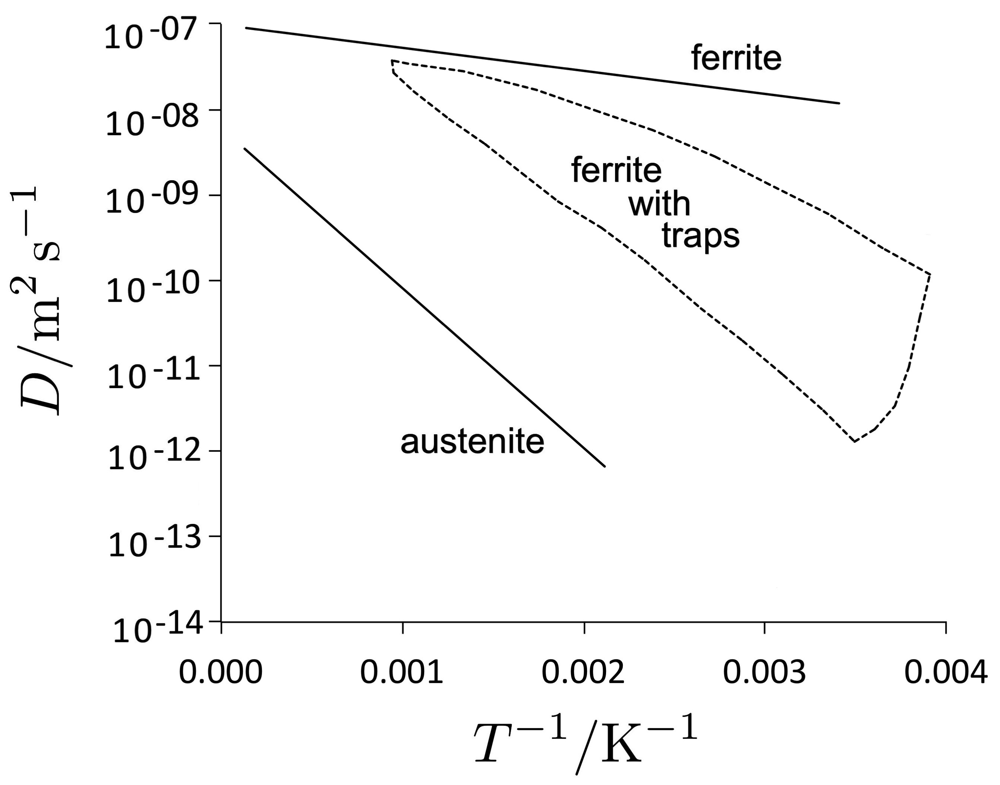 10^-07
10^-08
10^-09
10^-10
10^-11
10^-12
10^-13
10^-14
D/m² s⁻¹
ferrite
ferrite
with
traps
austenite
0.000 0.001 0.002 0.003 0.004
T⁻¹/K⁻¹